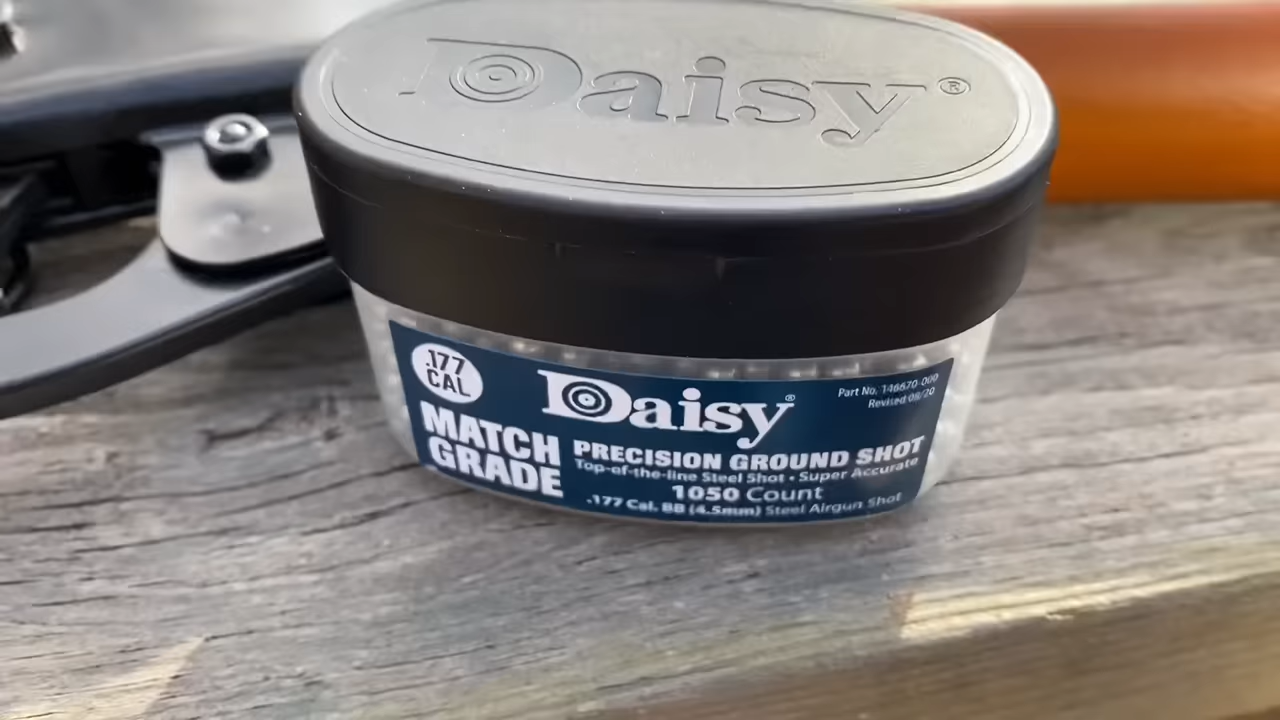 Daisy®
.177
CAL
Daisy®
Part No. 146670-000
Revised 08/20
MATCH
GRADE
PRECISION GROUND SHOT
Top-of-the-line Steel Shot • Super Accurate
1050 Count
.177 Cal. BB (4.5mm) Steel Airgun Shot